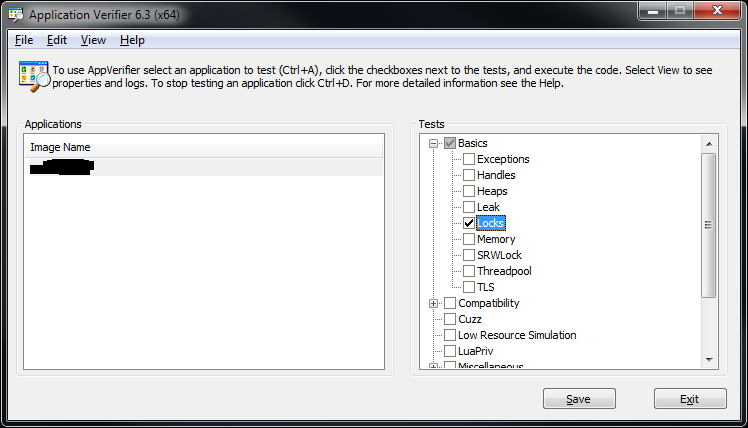 Application Verifier 6.3 (x64)
File Edit View Help
To use AppVerifier select an application to test (Ctrl+A), click the checkboxes next to the tests, and execute the code. Select View to see
properties and logs. To stop testing an application click Ctrl+D. For more detailed information see the Help.
Applications
Image Name
Tests
Basics
Exceptions
Handles
Heaps
Leak
Locks
Memory
SRWLock
Threadpool
TLS
Compatibility
Cuzz
Low Resource Simulation
LuaPriv
Miscellaneous
Save Exit